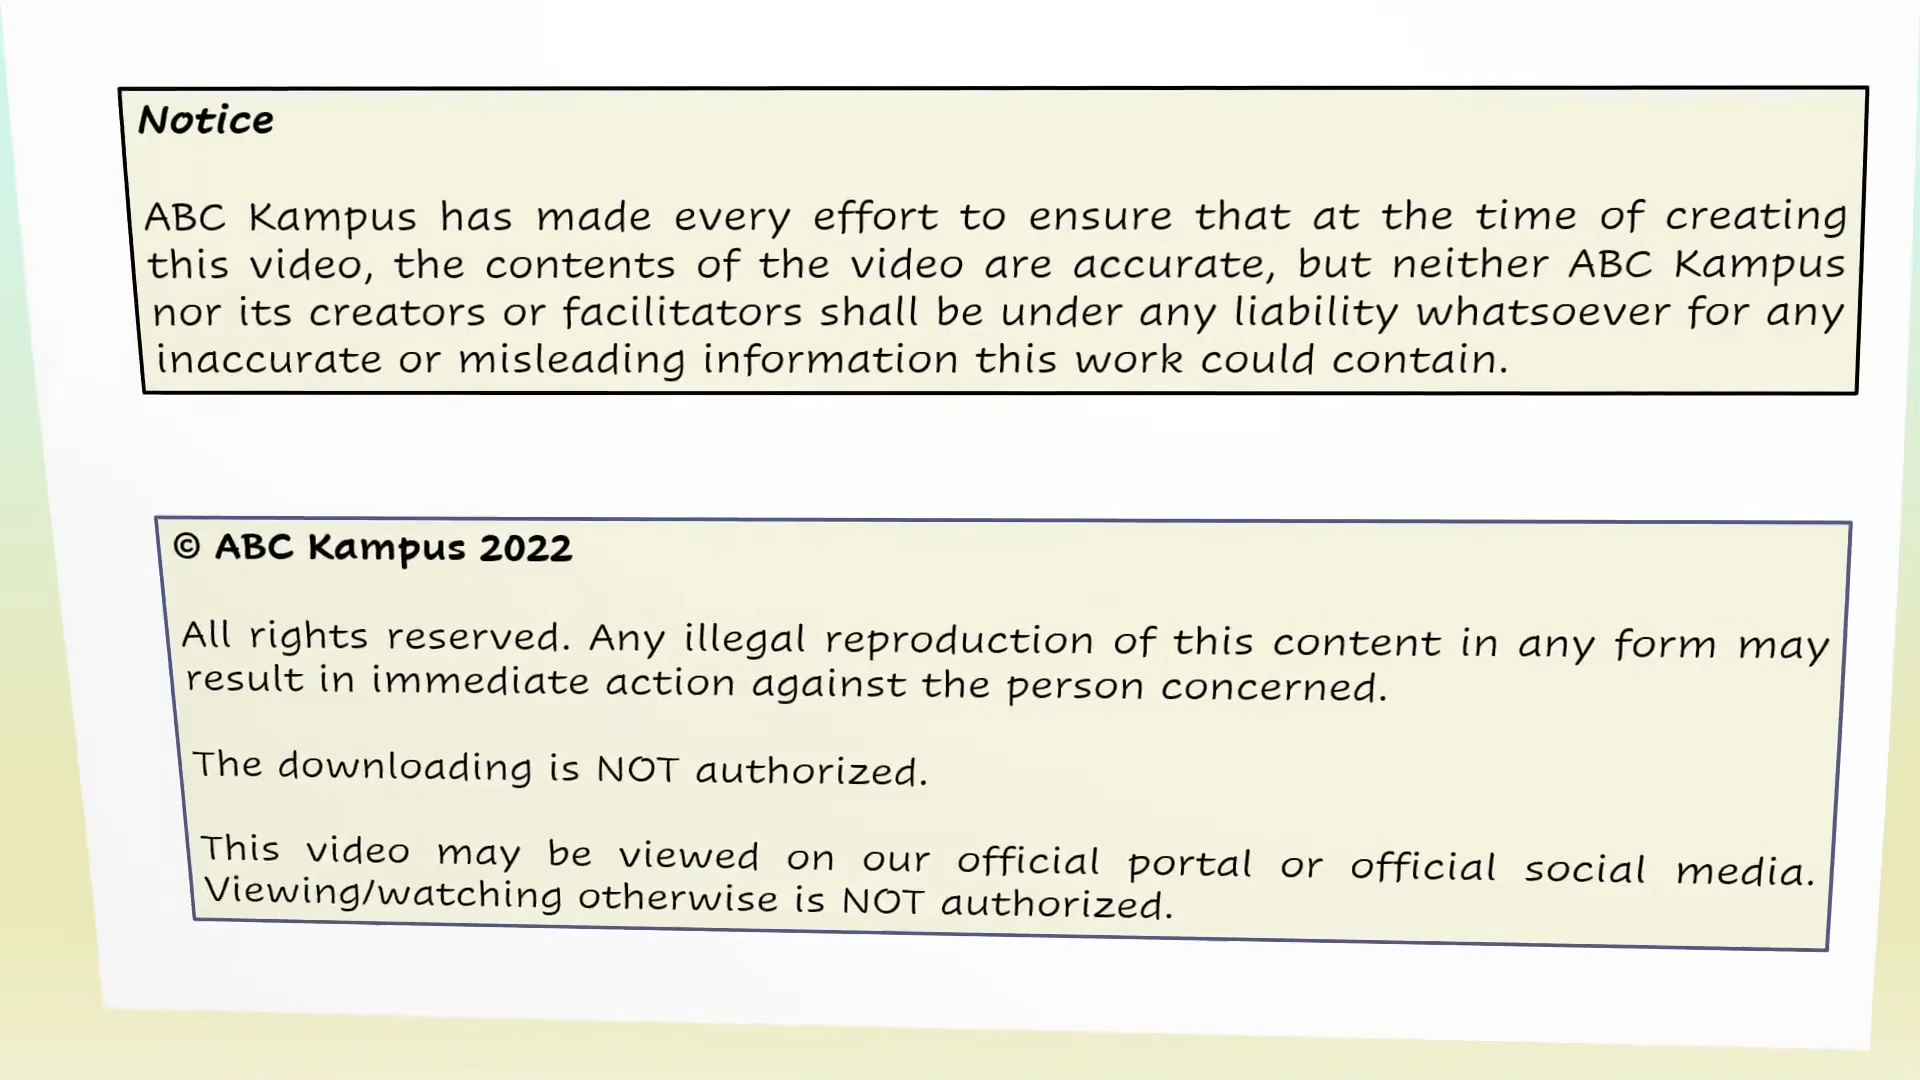 Notice
ABC Kampus has made every effort to ensure that at the time of creating
this video, the contents of the video are accurate, but neither ABC Kampus
nor its creators or facilitators shall be under any liability whatsoever for any
inaccurate or misleading information this work could contain.
© ABC Kampus 2022
All rights reserved. Any illegal reproduction of this content in any form may
result in immediate action against the person concerned.
The downloading is NOT authorized.
This video may be viewed on our official portal or official social media.
Viewing/watching otherwise is NOT authorized.